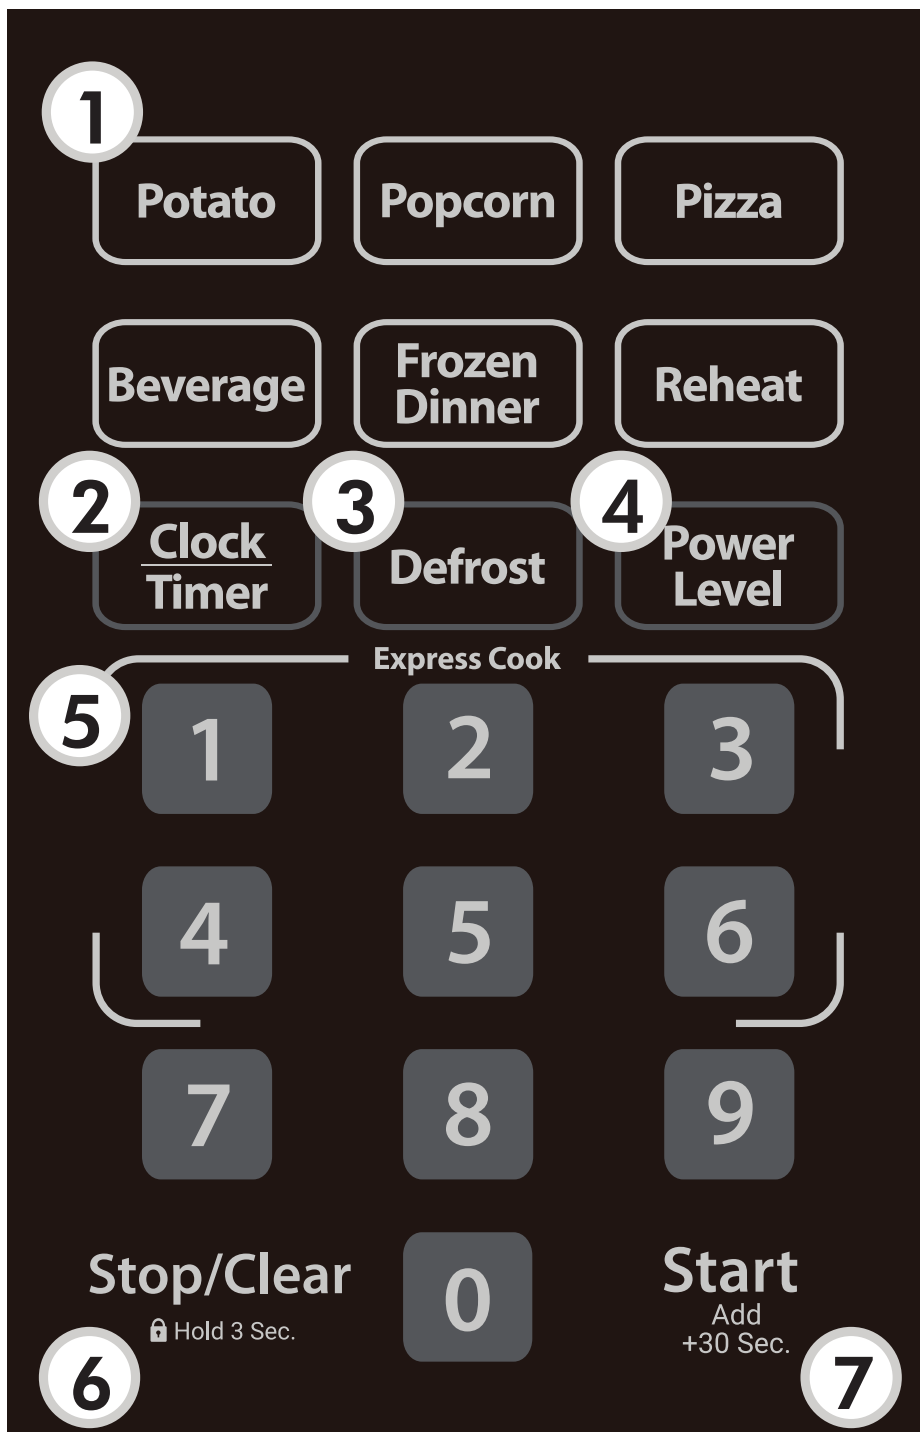 1
Potato
Popcorn
Pizza
Beverage
Frozen
Dinner
Reheat
2
Clock
Timer
3
Defrost
4
Power
Level
Express Cook
5
1
2
3
4
5
6
7
8
9
Stop/Clear
Hold 3 Sec.
0
Start
Add
+30 Sec.
6
7